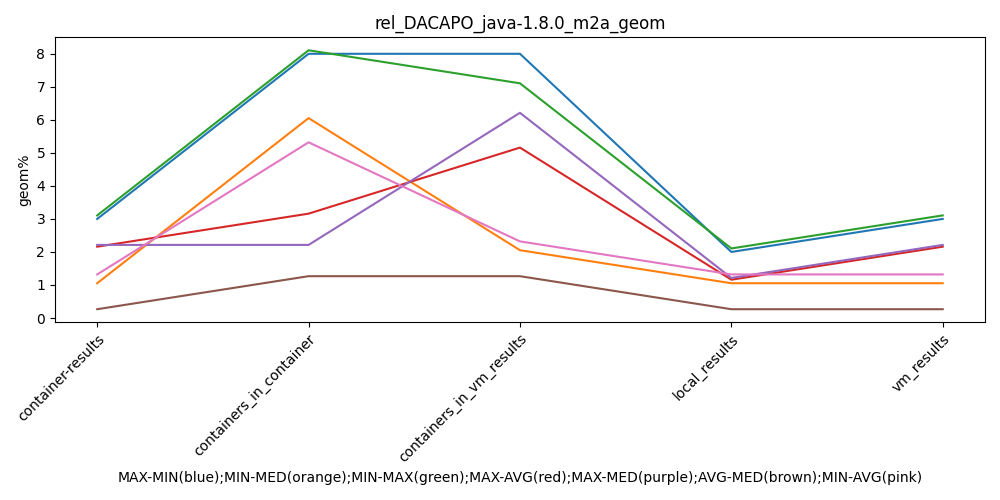 rel_DACAPO_java-1.8.0_m2a_geom
geom%
8
7
6
5
4
3
2
1
0
container-results
containers_in_container
containers_in_vm_results
local_results
vm_results
MAX-MIN(blue);MIN-MED(orange);MIN-MAX(green);MAX-AVG(red);MAX-MED(purple);AVG-MED(brown);MIN-AVG(pink)